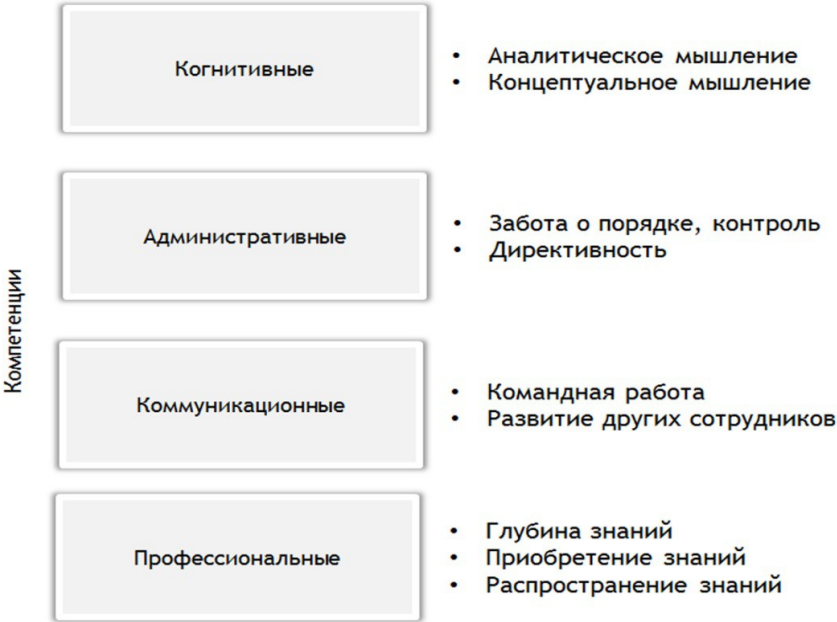 Компетенции
Когнитивные
• Аналитическое мышление
• Концептуальное мышление
Административные
• Забота о порядке, контроль
• Директивность
Коммуникационные
• Командная работа
• Развитие других сотрудников
Профессиональные
• Глубина знаний
• Приобретение знаний
• Распространение знаний